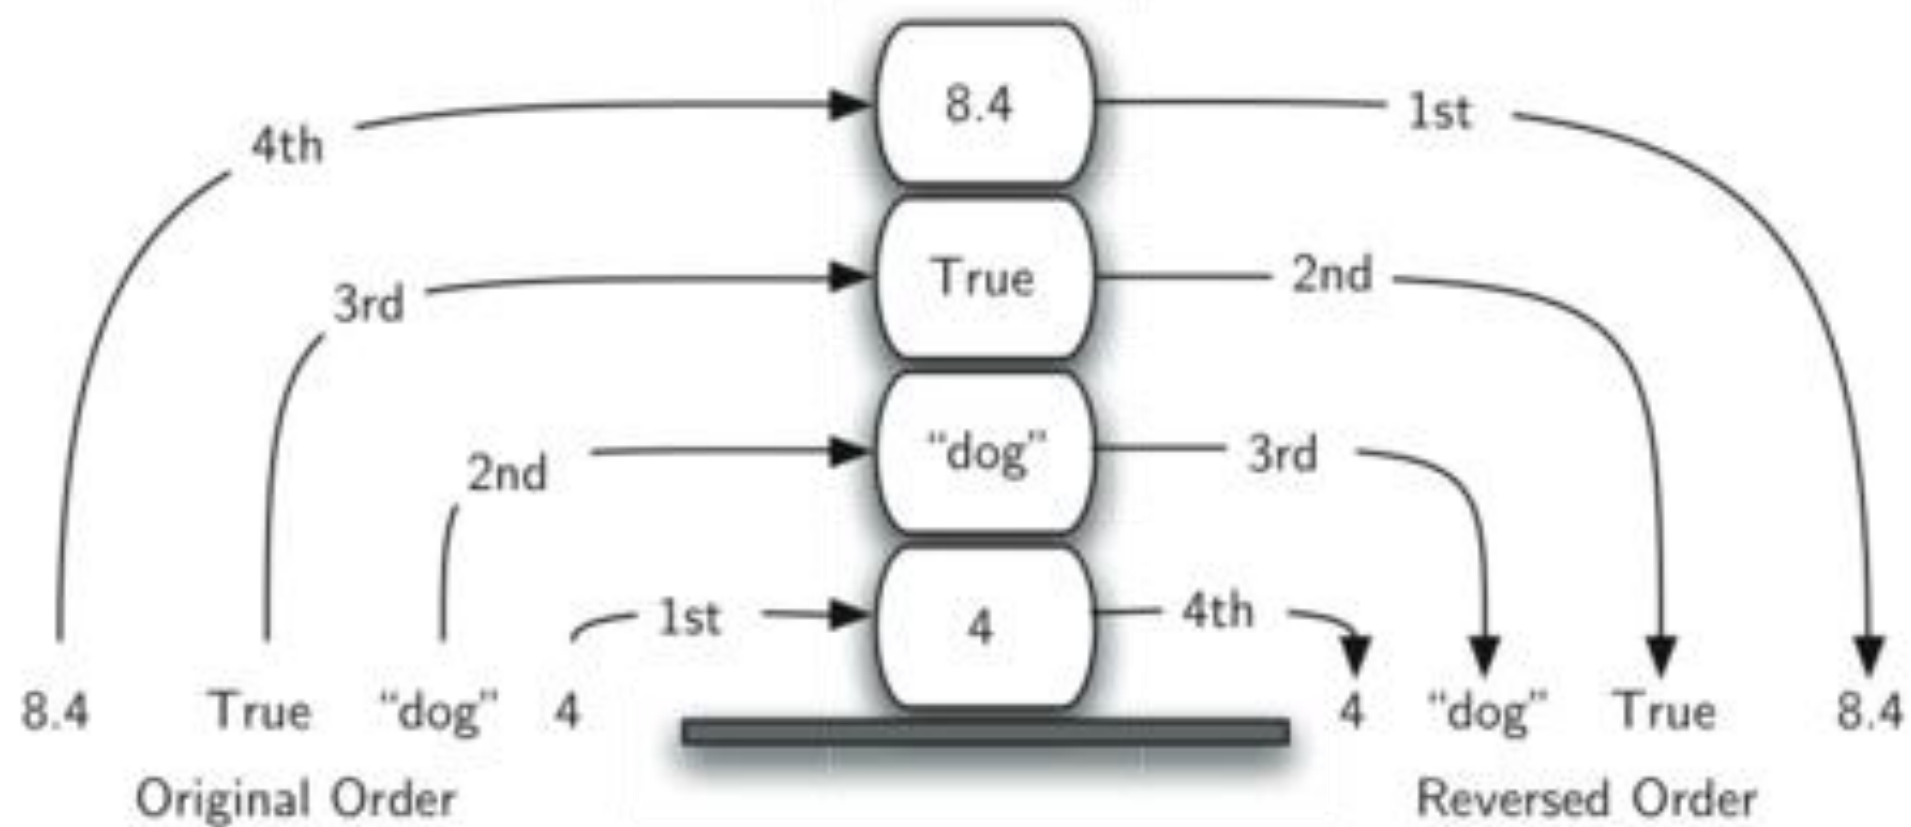 8.4
4th
1st
True
3rd
2nd
“dog”
2nd
3rd
4
1st
4th
8.4 True “dog” 4
4 “dog” True 8.4
Original Order
Reversed Order